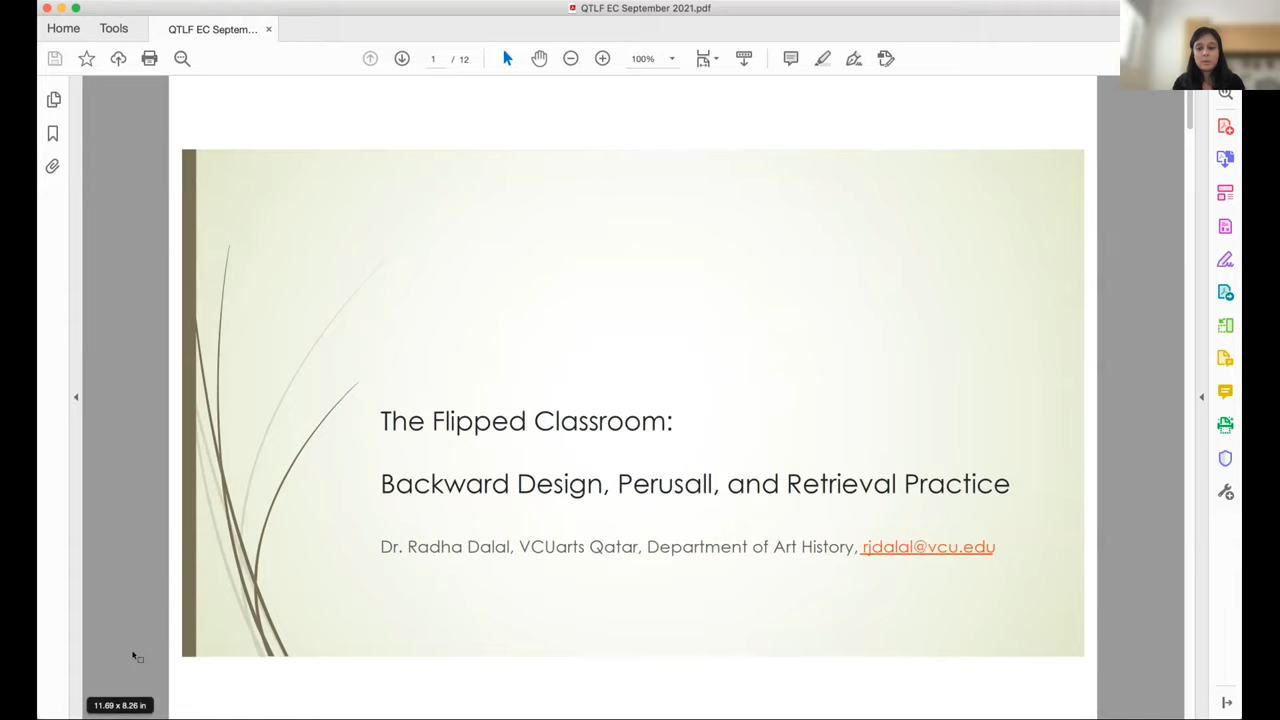 QTLF EC September 2021.pdf
Home Tools QTLF EC Septem... ×
1 / 12 100%
The Flipped Classroom:
Backward Design, Perusall, and Retrieval Practice
Dr. Radha Dalal, VCUarts Qatar, Department of Art History, rjdalal@vcu.edu
11.69 x 8.26 in